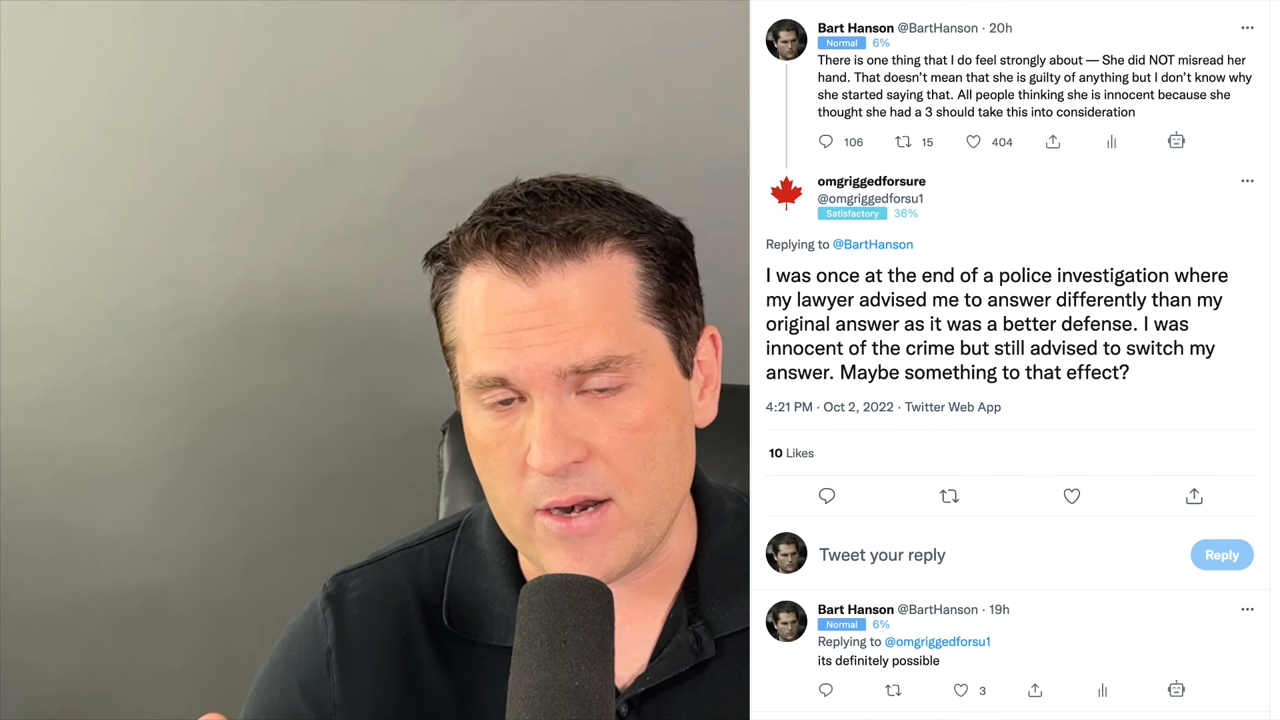 Bart Hanson @BartHanson · 20h
Normal 6%
There is one thing that I do feel strongly about — She did NOT misread her
hand. That doesn't mean that she is guilty of anything but I don't know why
she started saying that. All people thinking she is innocent because she
thought she had a 3 should take this into consideration
106 15 404
omgriggedforsure
@omgriggedforsu1
Satisfactory 36%
Replying to @BartHanson
I was once at the end of a police investigation where
my lawyer advised me to answer differently than my
original answer as it was a better defense. I was
innocent of the crime but still advised to switch my
answer. Maybe something to that effect?
4:21 PM · Oct 2, 2022 · Twitter Web App
10 Likes
Tweet your reply
Reply
Bart Hanson @BartHanson · 19h
Normal 6%
Replying to @omgriggedforsu1
its definitely possible
3